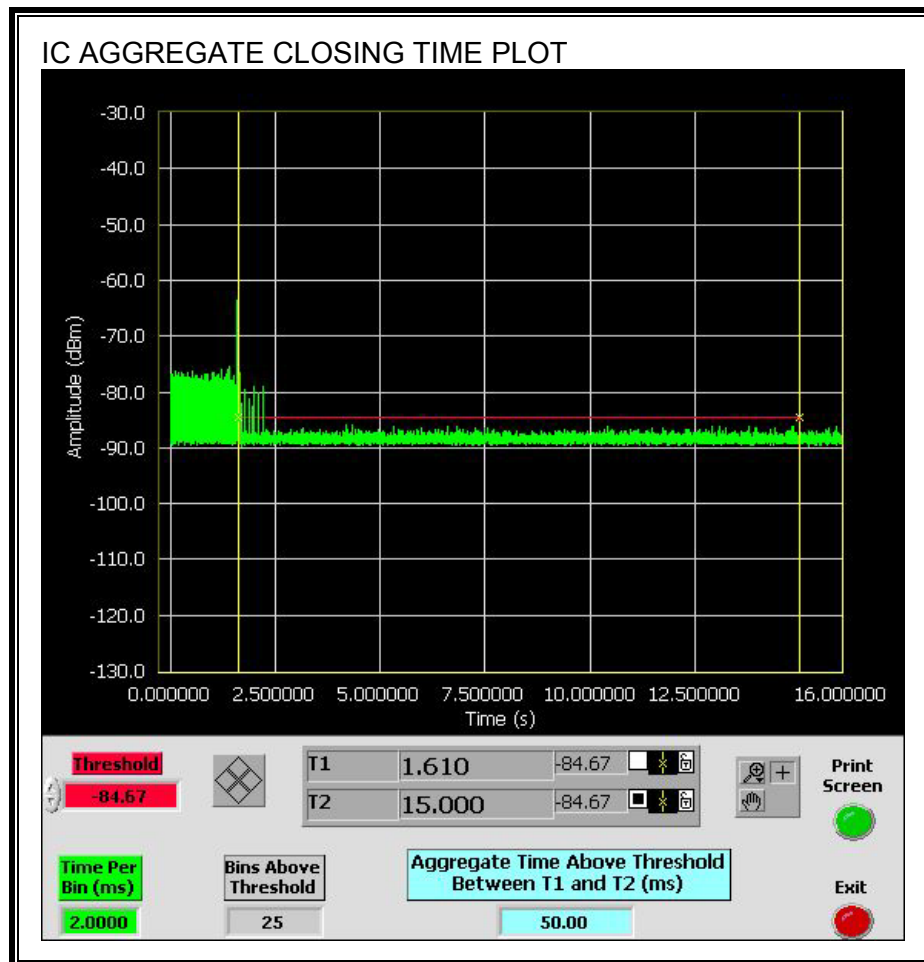 IC AGGREGATE CLOSING TIME PLOT
-30.0
-40.0
-50.0
-60.0
-70.0
-80.0
-90.0
-100.0
-110.0
-120.0
-130.0
Amplitude (dBm)
0.000000 2.500000 5.000000 7.500000 10.000000 12.500000 16.000000
Time (s)
Threshold
-84.67
T1 1.610 -84.67
T2 15.000 -84.67
Print
Screen
Time Per
Bin (ms)
2.0000
Bins Above
Threshold
25
Aggregate Time Above Threshold
Between T1 and T2 (ms)
50.00
Exit